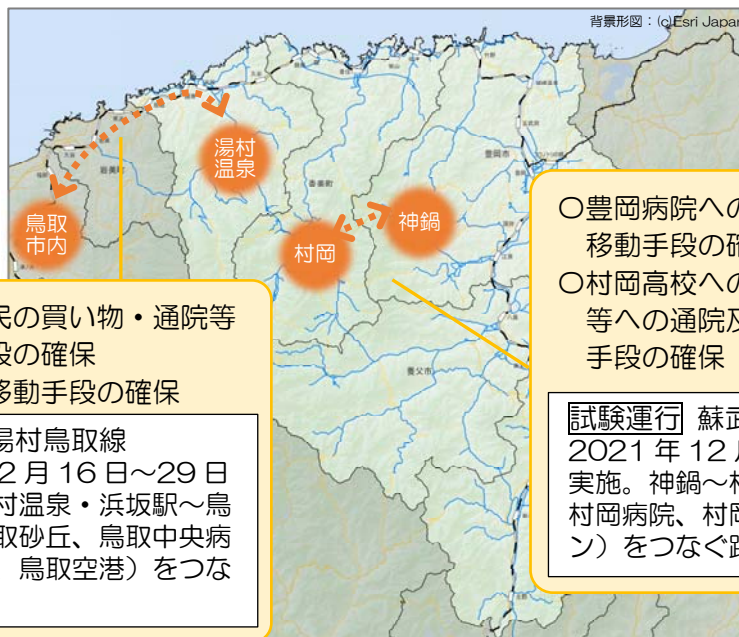 背景形図：(c)Esri Japan
湯村
温泉
豊岡市
岩美町
香美町
鳥取
市内
村岡
神鍋
養父市
民の買い物・通院等
段の確保
移動手段の確保
湯村鳥取線
2月16日～29日
村温泉・浜坂駅～鳥
取砂丘、鳥取中央病
鳥取空港）をつな
〇豊岡病院への
移動手段の確
〇村岡高校への
等への通院及
手段の確保
試験運行 蘇武
2021年12月
実施。神鍋～村
村岡病院、村岡
ン）をつなぐ路